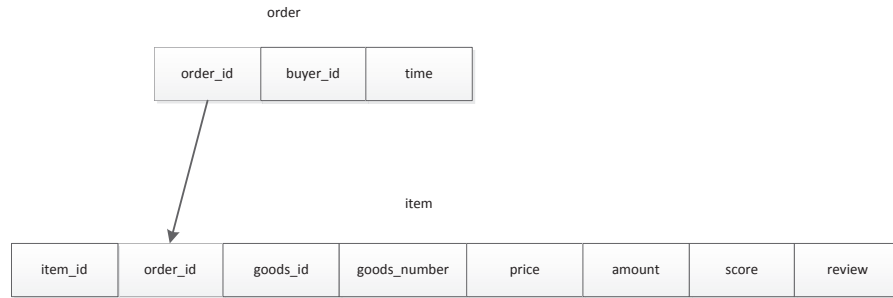 order
order_id buyer_id time
item
item_id order_id goods_id goods_number price amount score review